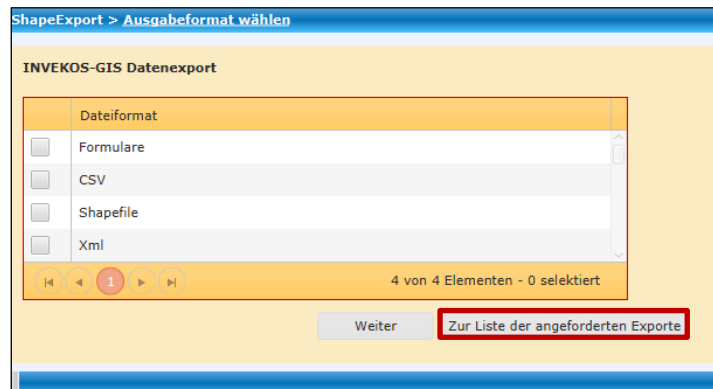 ShapeExport > Ausgabeformat wählen
INVEKOS-GIS Datenexport
Dateiformat
Formulare
CSV
Shapefile
Xml
1
4 von 4 Elementen - 0 selektiert
Weiter
Zur Liste der angeforderten Exporte